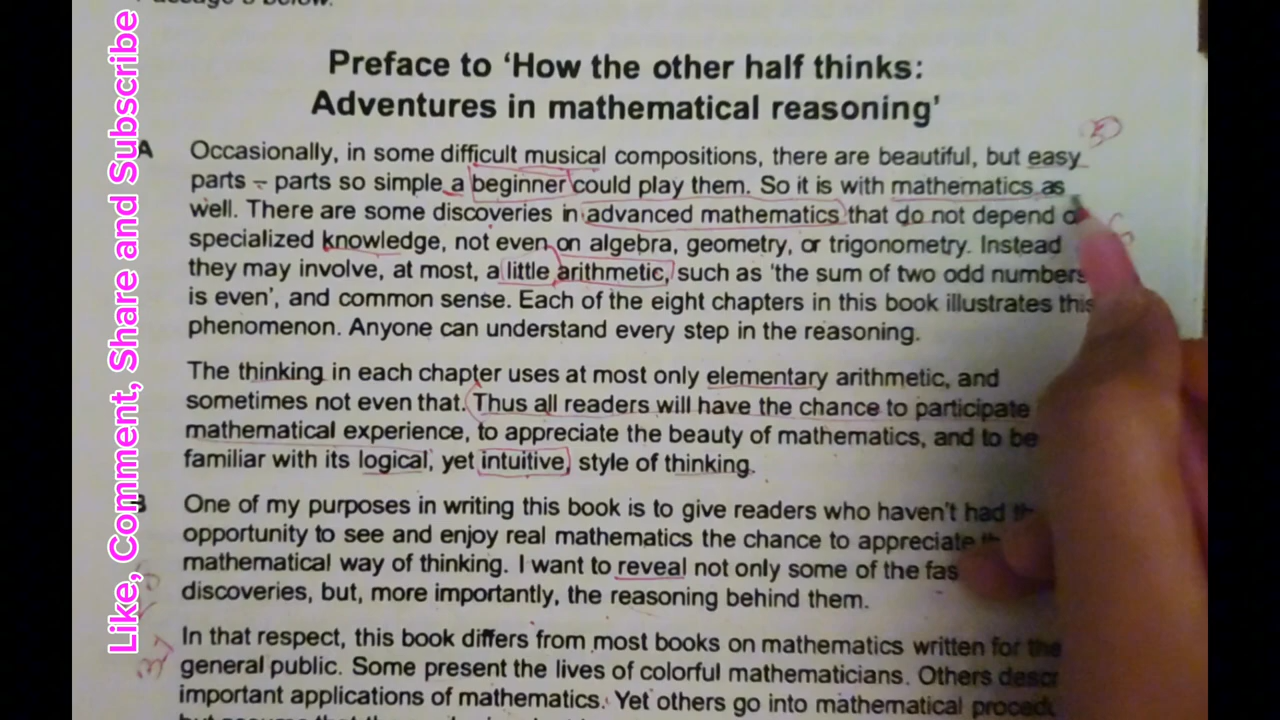 Like, Comment, Share and Subscribe
Preface to 'How the other half thinks:
Adventures in mathematical reasoning'
A Occasionally, in some difficult musical compositions, there are beautiful, but easy
parts – parts so simple a beginner could play them. So it is with mathematics as
well. There are some discoveries in advanced mathematics that do not depend
specialized knowledge, not even on algebra, geometry, or trigonometry. Instead
they may involve, at most, a little arithmetic, such as 'the sum of two odd numbers
is even', and common sense. Each of the eight chapters in this book illustrates this
phenomenon. Anyone can understand every step in the reasoning.
The thinking in each chapter uses at most only elementary arithmetic, and
sometimes not even that. Thus all readers will have the chance to participate
mathematical experience, to appreciate the beauty of mathematics, and to be
familiar with its logical, yet intuitive, style of thinking.
B One of my purposes in writing this book is to give readers who haven't had
opportunity to see and enjoy real mathematics the chance to appreciate
mathematical way of thinking. I want to reveal not only some of the
discoveries, but, more importantly, the reasoning behind them.
In that respect, this book differs from most books on mathematics written for the
general public. Some present the lives of colorful mathematicians. Others
important applications of mathematics. Yet others go into mathematical